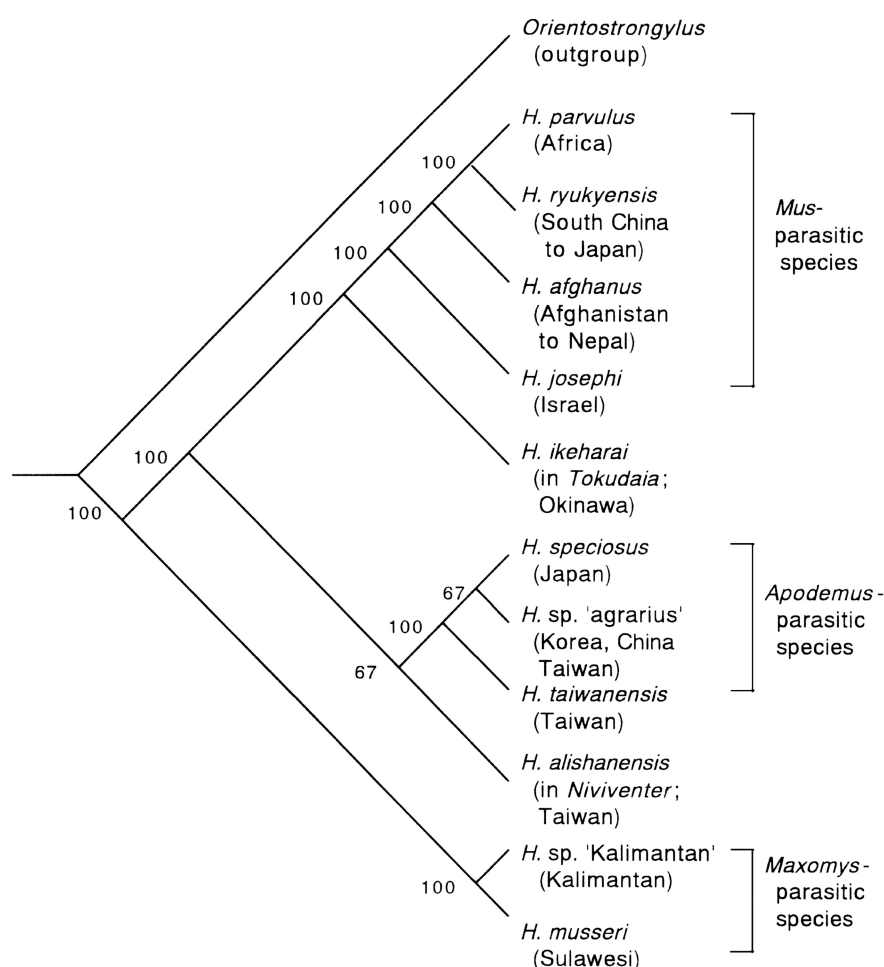 Orientostrongylus
(outgroup)
H. parvulus
(Africa)
100
H. ryukyensis
(South China
to Japan)
100
Mus-
parasitic
species
H. afghanus
(Afghanistan
to Nepal)
100
100
H. josephi
(Israel)
H. ikeharai
(in Tokudaia;
Okinawa)
100
100
H. speciosus
(Japan)
67
H. sp. 'agrarius'
(Korea, China
Taiwan)
100
Apodemus-
parasitic
species
H. taiwanensis
(Taiwan)
67
H. alishanensis
(in Niviventer;
Taiwan)
H. sp. 'Kalimantan'
(Kalimantan)
100
Maxomys-
parasitic
species
H. musseri
(Sulawesi)